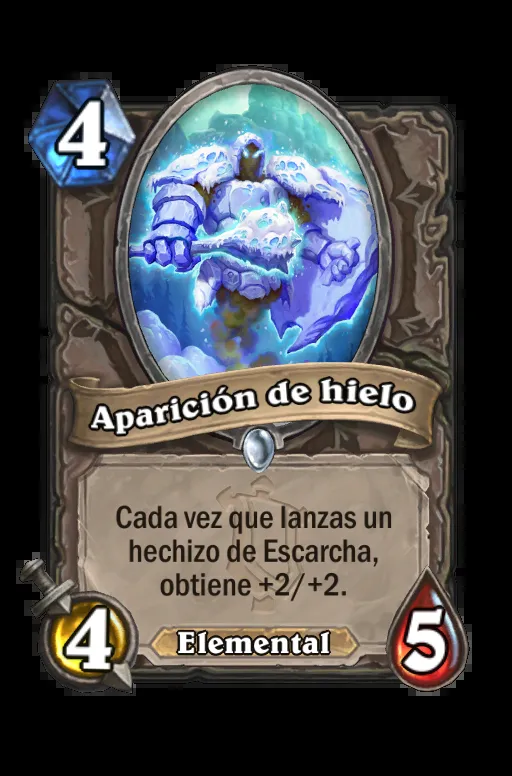 4
Aparición de hielo
Cada vez que lanzas un
hechizo de Escarcha,
obtiene +2/+2.
4
Elemental
5